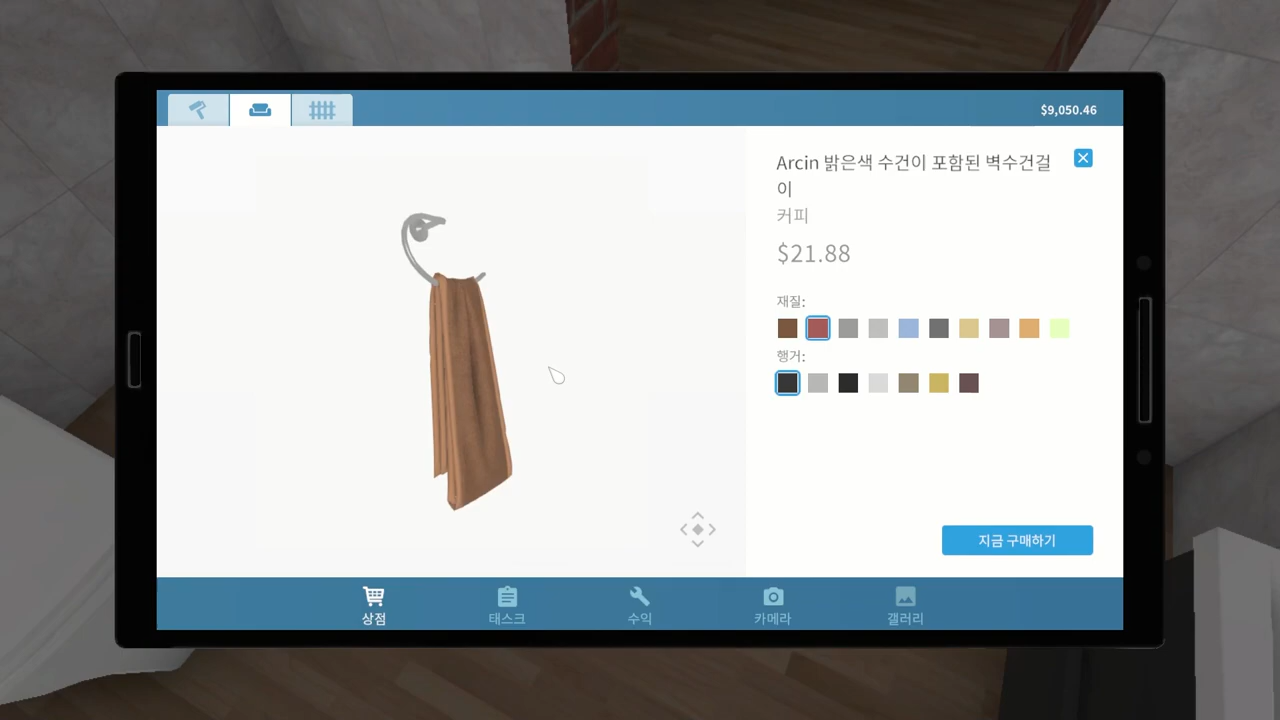 $9,050.46
Arcin 밝은색 수건이 포함된 벽수건걸
이
커피
$21.88
재질:
행거:
지금 구매하기
상점
태스크
수익
카메라
갤러리